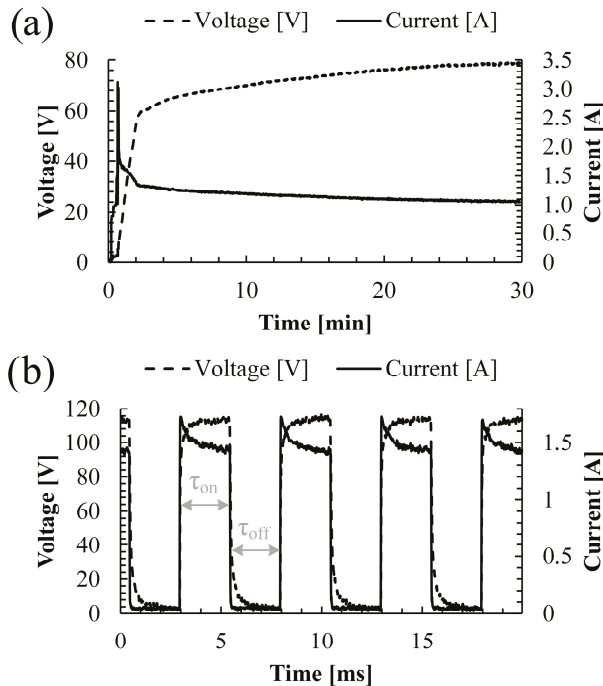 (a)
Voltage [V] Current [A]
80
60
40
20
0
Voltage [V]
3.5
3.0
2.5
2.0
1.5
1.0
0.5
0
Current [A]
0 10 20 30
Time [min]
(b)
Voltage [V] Current [A]
120
100
80
60
40
20
0
Voltage [V]
τon
τoff
1.5
1
0.5
0
Current [A]
0 5 10 15
Time [ms]